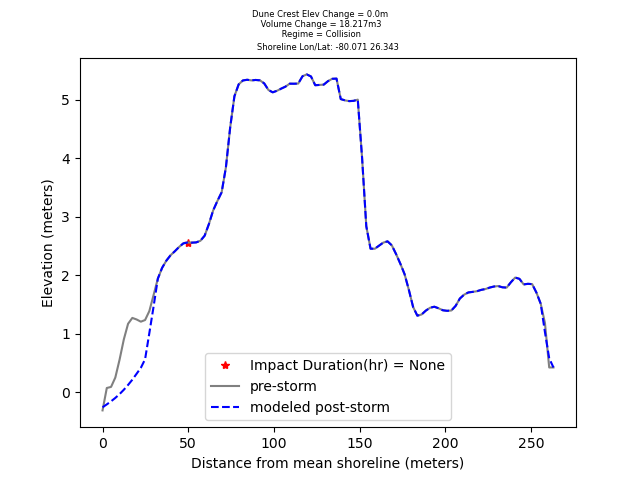 Dune Crest Elev Change = 0.0m
Volume Change = 18.217m3
Regime = Collision
Shoreline Lon/Lat: -80.071 26.343
5
4
3
2
1
0
Elevation (meters)
Impact Duration(hr) = None
pre-storm
modeled post-storm
0
50
100
150
200
250
Distance from mean shoreline (meters)